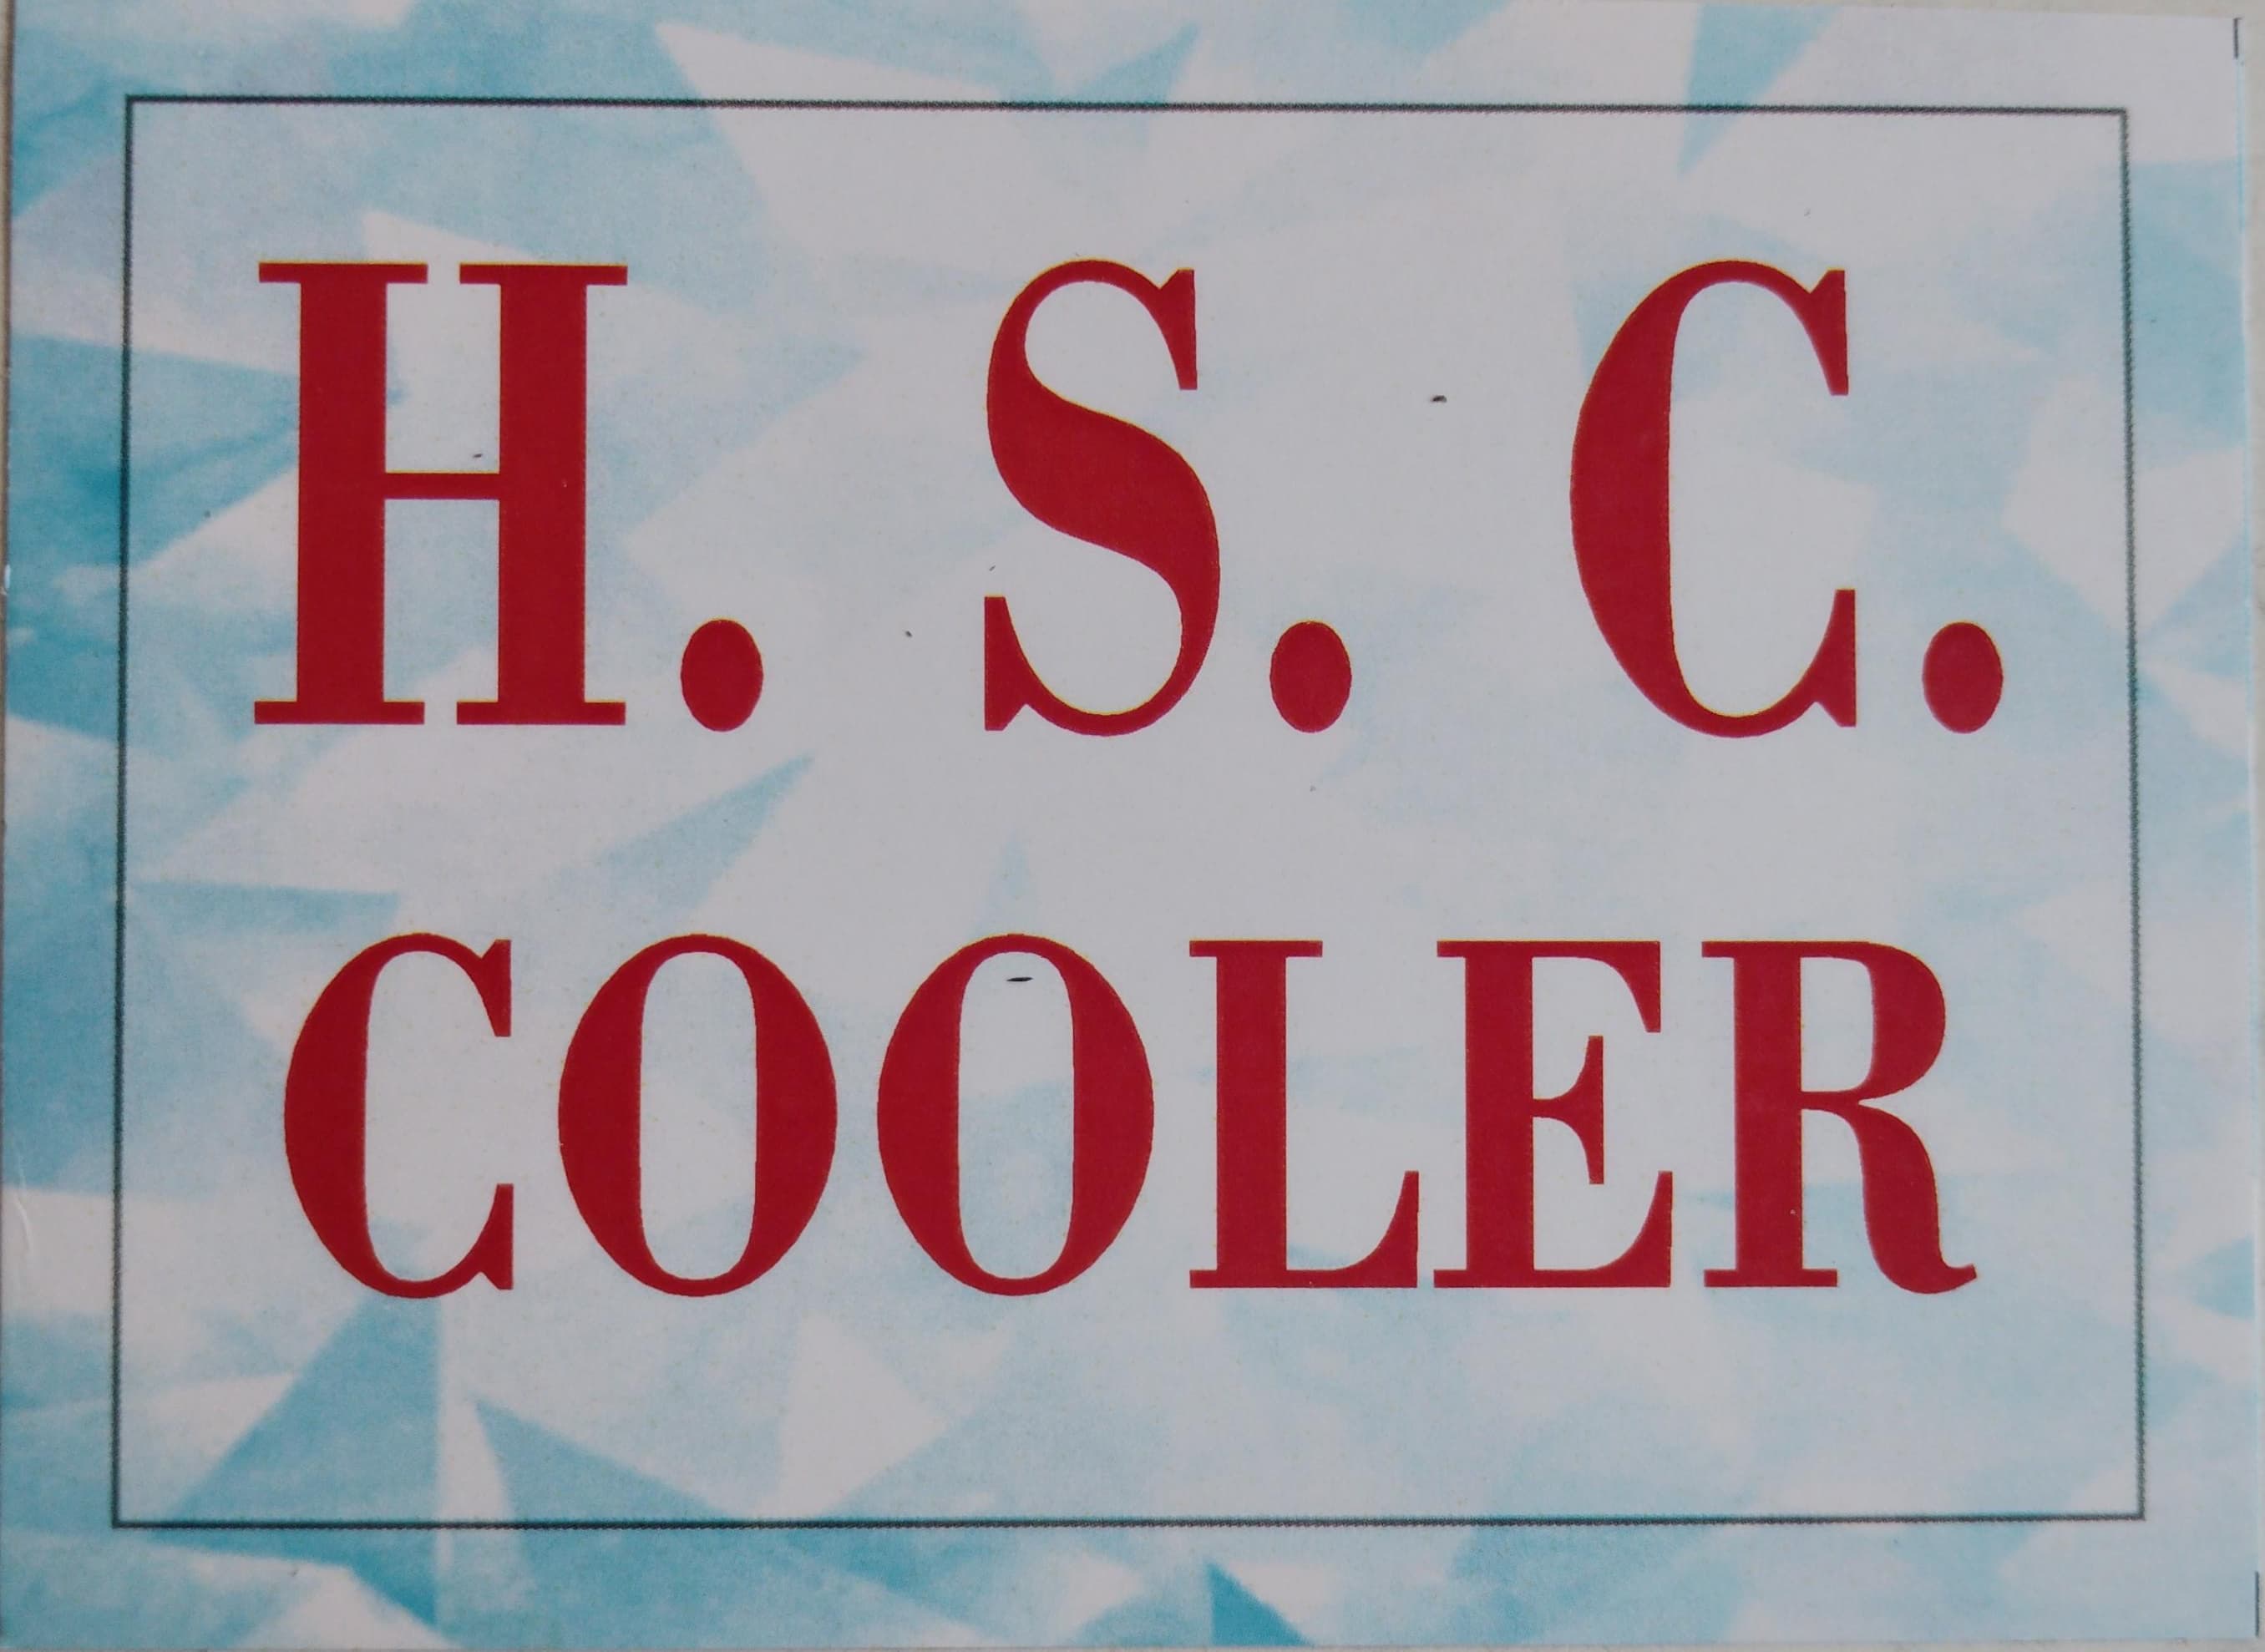 H. S. C.
COOLER